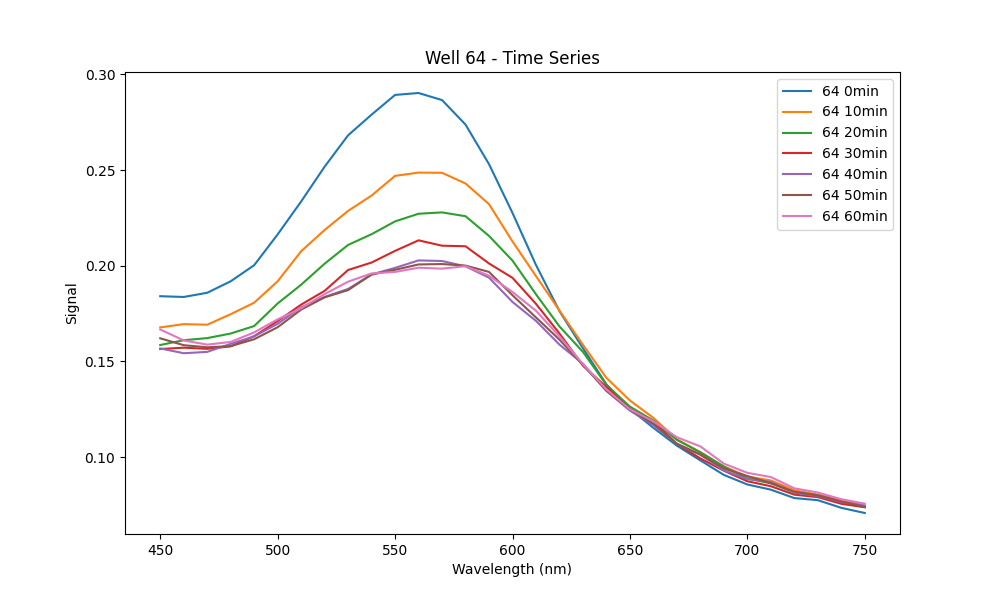 Well 64 - Time Series
0.30
0.25
0.20
0.15
0.10
Signal
450 500 550 600 650 700 750
Wavelength (nm)
64 0min
64 10min
64 20min
64 30min
64 40min
64 50min
64 60min